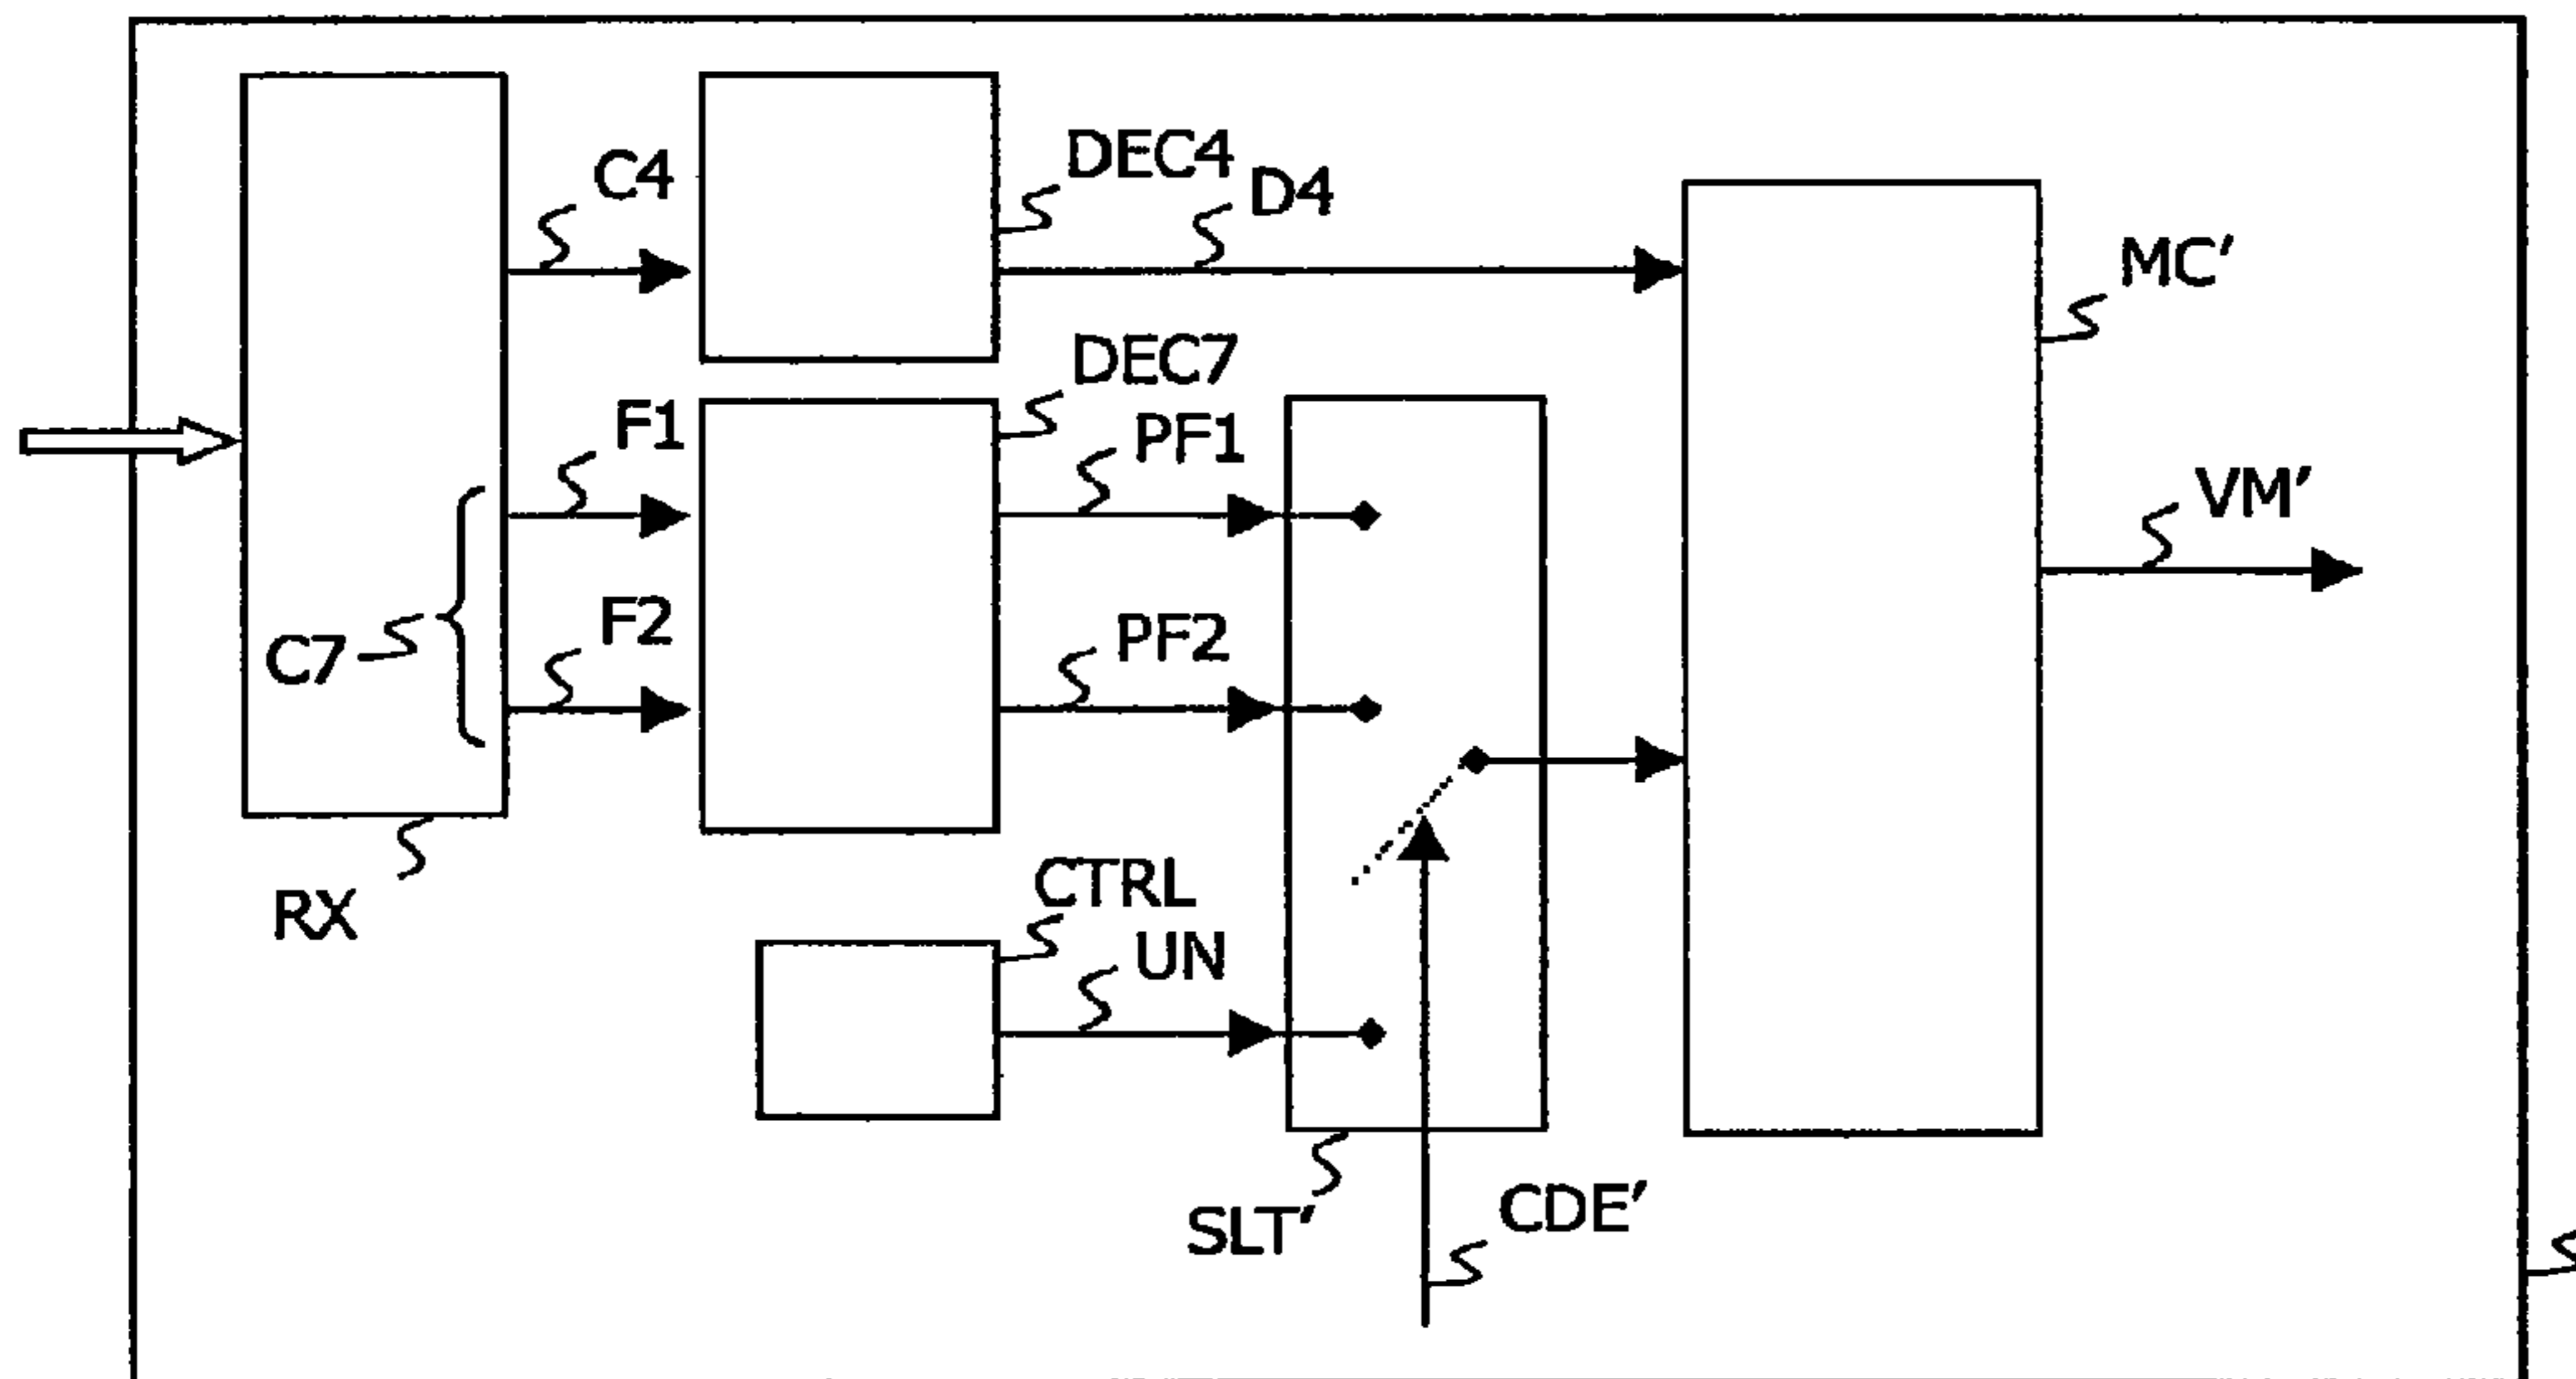 C4
DEC4
D4
MC'
DEC7
F1
PF1
VM'
F2
PF2
C7
CTRL
RX
UN
SLT'
CDE'